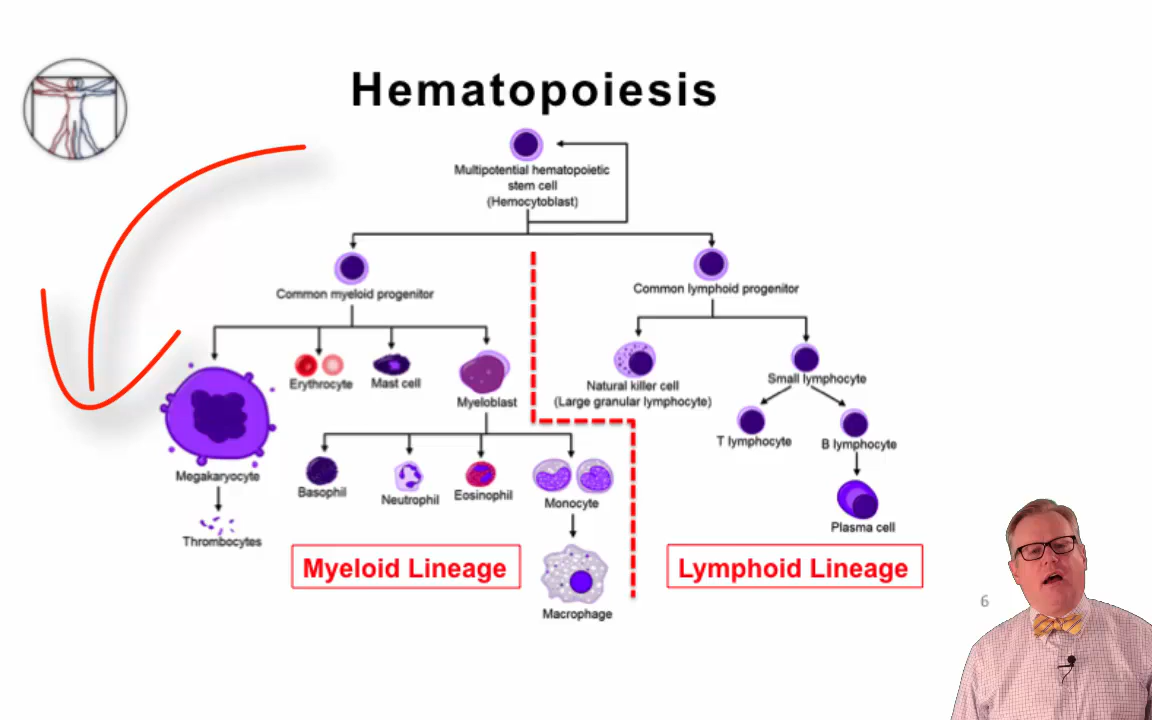 Hematopoiesis
Multipotential hematopoietic
stem cell
(Hemocytoblast)
Common myeloid progenitor
Common lymphoid progenitor
Erythrocyte
Mast cell
Myeloblast
Natural killer cell
(Large granular lymphocyte)
Small lymphocyte
T lymphocyte
B lymphocyte
Megakaryocyte
Basophil
Neutrophil
Eosinophil
Monocyte
Plasma cell
Thrombocytes
Myeloid Lineage
Lymphoid Lineage
Macrophage
6